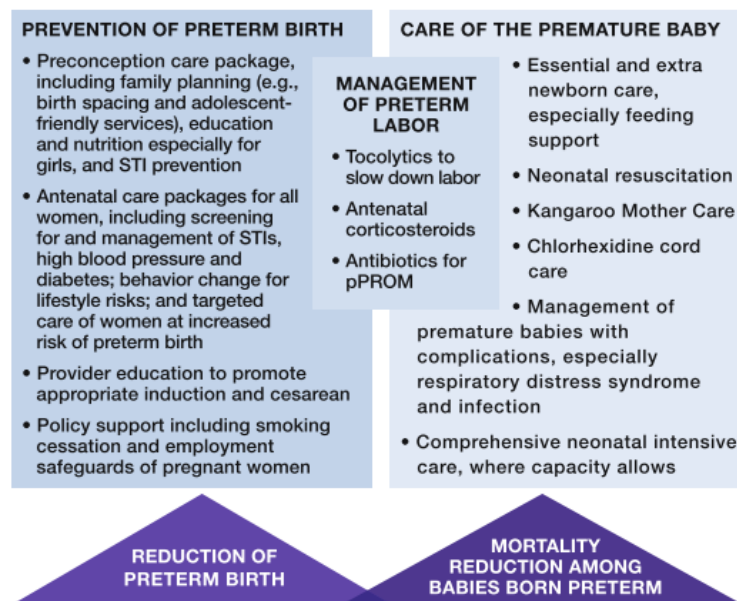 PREVENTION OF PRETERM BIRTH
• Preconception care package,
including family planning (e.g.,
birth spacing and adolescent-
friendly services), education
and nutrition especially for
girls, and STI prevention
• Antenatal care packages for all
women, including screening
for and management of STIs,
high blood pressure and
diabetes; behavior change for
lifestyle risks; and targeted
care of women at increased
risk of preterm birth
• Provider education to promote
appropriate induction and cesarean
• Policy support including smoking
cessation and employment
safeguards of pregnant women
MANAGEMENT
OF PRETERM
LABOR
• Tocolytics to
slow down labor
• Antenatal
corticosteroids
• Antibiotics for
pPROM
CARE OF THE PREMATURE BABY
• Essential and extra
newborn care,
especially feeding
support
• Neonatal resuscitation
• Kangaroo Mother Care
• Chlorhexidine cord
care
• Management of
premature babies with
complications, especially
respiratory distress syndrome
and infection
• Comprehensive neonatal intensive
care, where capacity allows
REDUCTION OF
PRETERM BIRTH
MORTALITY
REDUCTION AMONG
BABIES BORN PRETERM